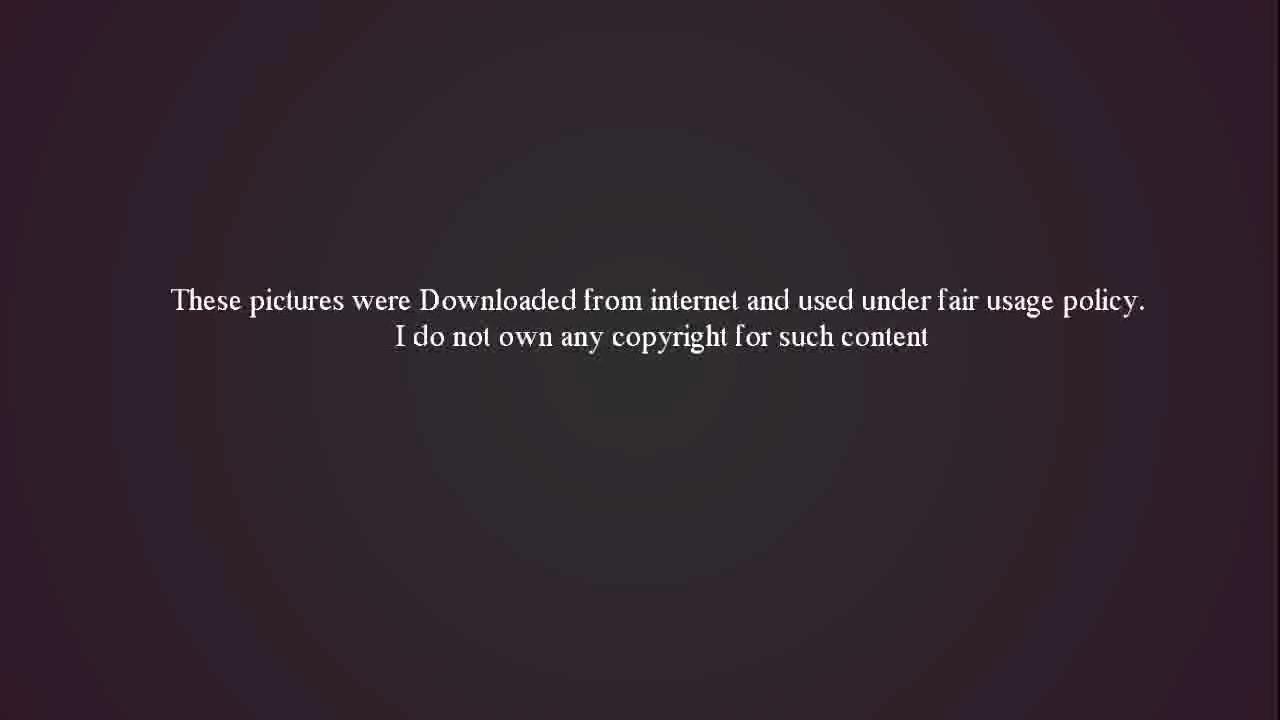 These pictures were Downloaded from internet and used under fair usage policy.
I do not own any copyright for such content